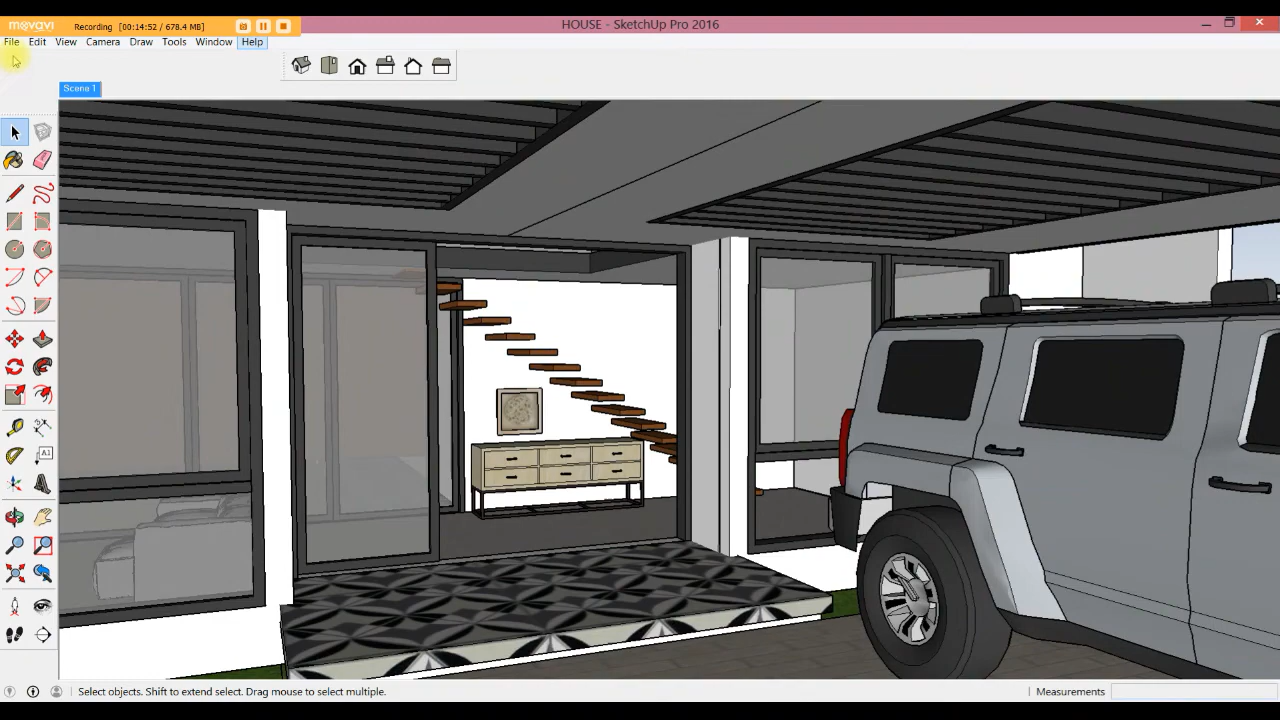 movavi
Recording [00:14:52 / 678.4 MB]
HOUSE - SketchUp Pro 2016
File Edit View Camera Draw Tools Window Help
Scene 1
A1
Select objects. Shift to extend select. Drag mouse to select multiple.
Measurements